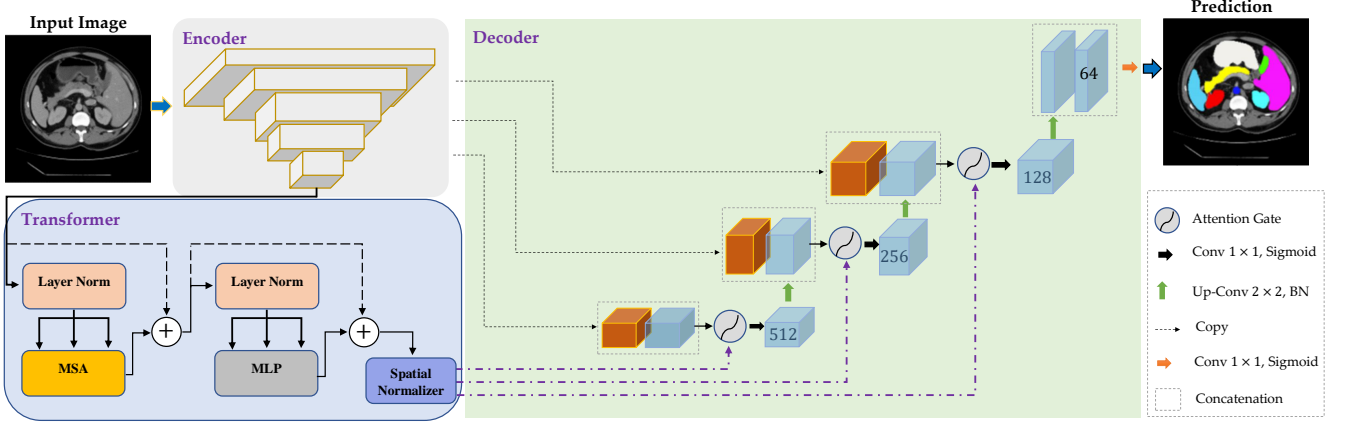 Input Image
Encoder
Decoder
Prediction
64
128
256
512
Transformer
Layer Norm
Layer Norm
+
+
MSA
MLP
Spatial
Normalizer
Attention Gate
Conv 1 × 1, Sigmoid
Up-Conv 2 × 2, BN
Copy
Conv 1 × 1, Sigmoid
Concatenation